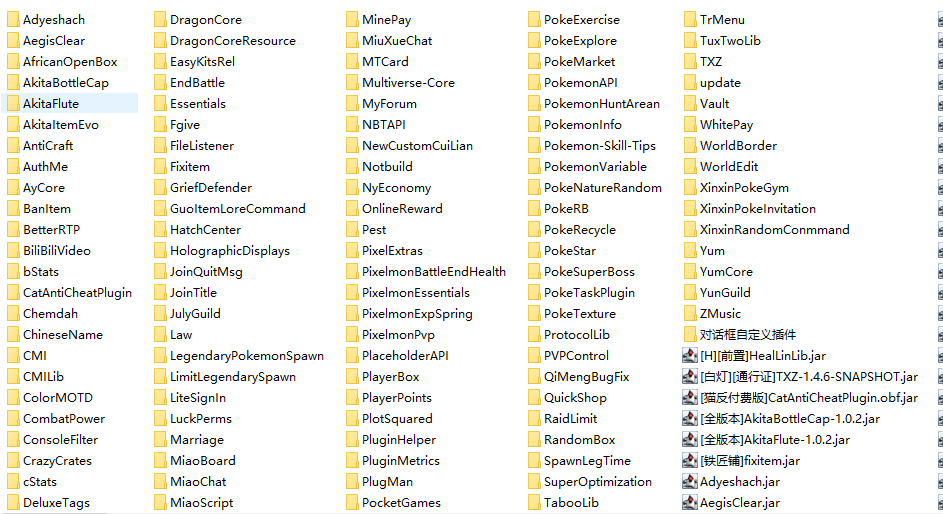 Adyeshach
AegisClear
AfricanOpenBox
AkitaBottleCap
AkitaFlute
AkitaItemEvo
AntiCraft
AuthMe
AyCore
BanItem
BetterRTP
BiliBiliVideo
bStats
CatAntiCheatPlugin
Chemdah
ChineseName
CMI
CMILib
ColorMOTD
CombatPower
ConsoleFilter
CrazyCrates
cStats
DeluxeTags
DragonCore
DragonCoreResource
EasyKitsRel
EndBattle
Essentials
Fgive
FileListener
Fixitem
GriefDefender
GuoItemLoreCommand
HatchCenter
HolographicDisplays
JoinQuitMsg
JoinTitle
JulyGuild
Law
LegendaryPokemonSpawn
LimitLegendarySpawn
LiteSignIn
LuckPerms
Marriage
MiaoBoard
MiaoChat
MiaoScript
MinePay
MiuXueChat
MTCard
Multiverse-Core
MyForum
NBTAPI
NewCustomCuiLian
Notbuild
NyEconomy
OnlineReward
Pest
PixelExtras
PixelmonBattleEndHealth
PixelmonEssentials
PixelmonExpSpring
PixelmonPvp
PlaceholderAPI
PlayerBox
PlayerPoints
PlotSquared
PluginHelper
PluginMetrics
PlugMan
PocketGames
PokeExercise
PokeExplore
PokeMarket
PokemonAPI
PokemonHuntArean
PokemonInfo
Pokemon-Skill-Tips
PokemonVariable
PokeNatureRandom
PokeRB
PokeRecycle
PokeStar
PokeSuperBoss
PokeTaskPlugin
PokeTexture
ProtocolLib
PVPControl
QiMengBugFix
QuickShop
RaidLimit
RandomBox
SpawnLegTime
SuperOptimization
TabooLib
TrMenu
TuxTwoLib
TXZ
update
Vault
WhitePay
WorldBorder
WorldEdit
XinxinPokeGym
XinxinPokeInvitation
XinxinRandomConmmand
Yum
YumCore
YunGuild
ZMusic
对话框自定义插件
[H][前置]HealLinLib.jar
[白灯][通行证]TXZ-1.4.6-SNAPSHOT.jar
[猫反付费版]CatAntiCheatPlugin.obf.jar
[全版本]AkitaBottleCap-1.0.2.jar
[全版本]AkitaFlute-1.0.2.jar
[铁匠铺]fixitem.jar
Adyeshach.jar
AegisClear.jar